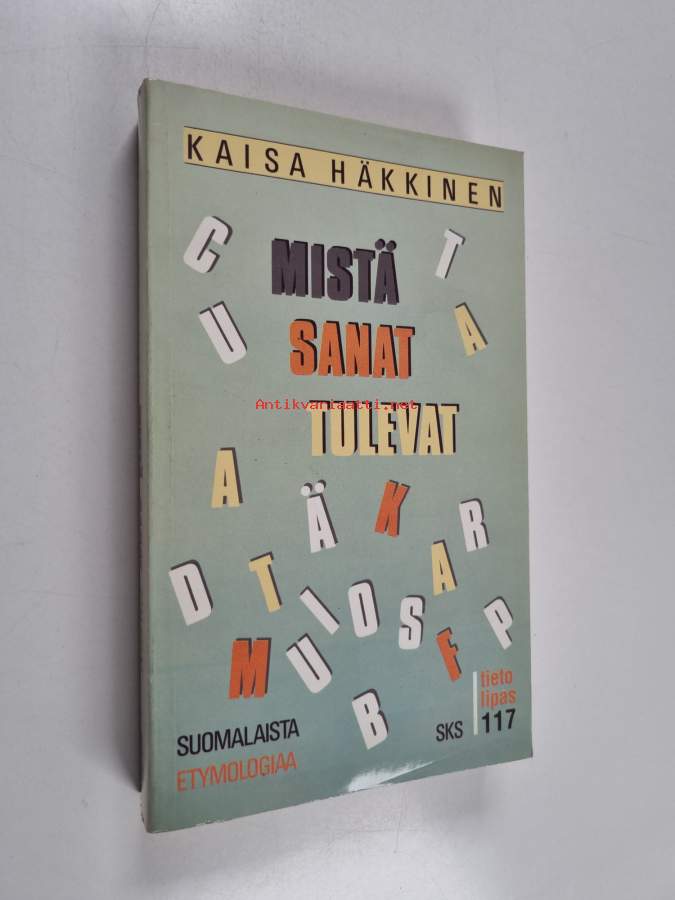 KAISA HÄKKINEN
MISTÄ
SANAT
TULEVAT
Antikvariaatti.net
C
T
U
A
A
Ä
K
R
D
T
A
I
O
S
P
M
U
F
B
SUOMALAISTA
ETYMOLOGIAA
SKS
tieto
lipas
117